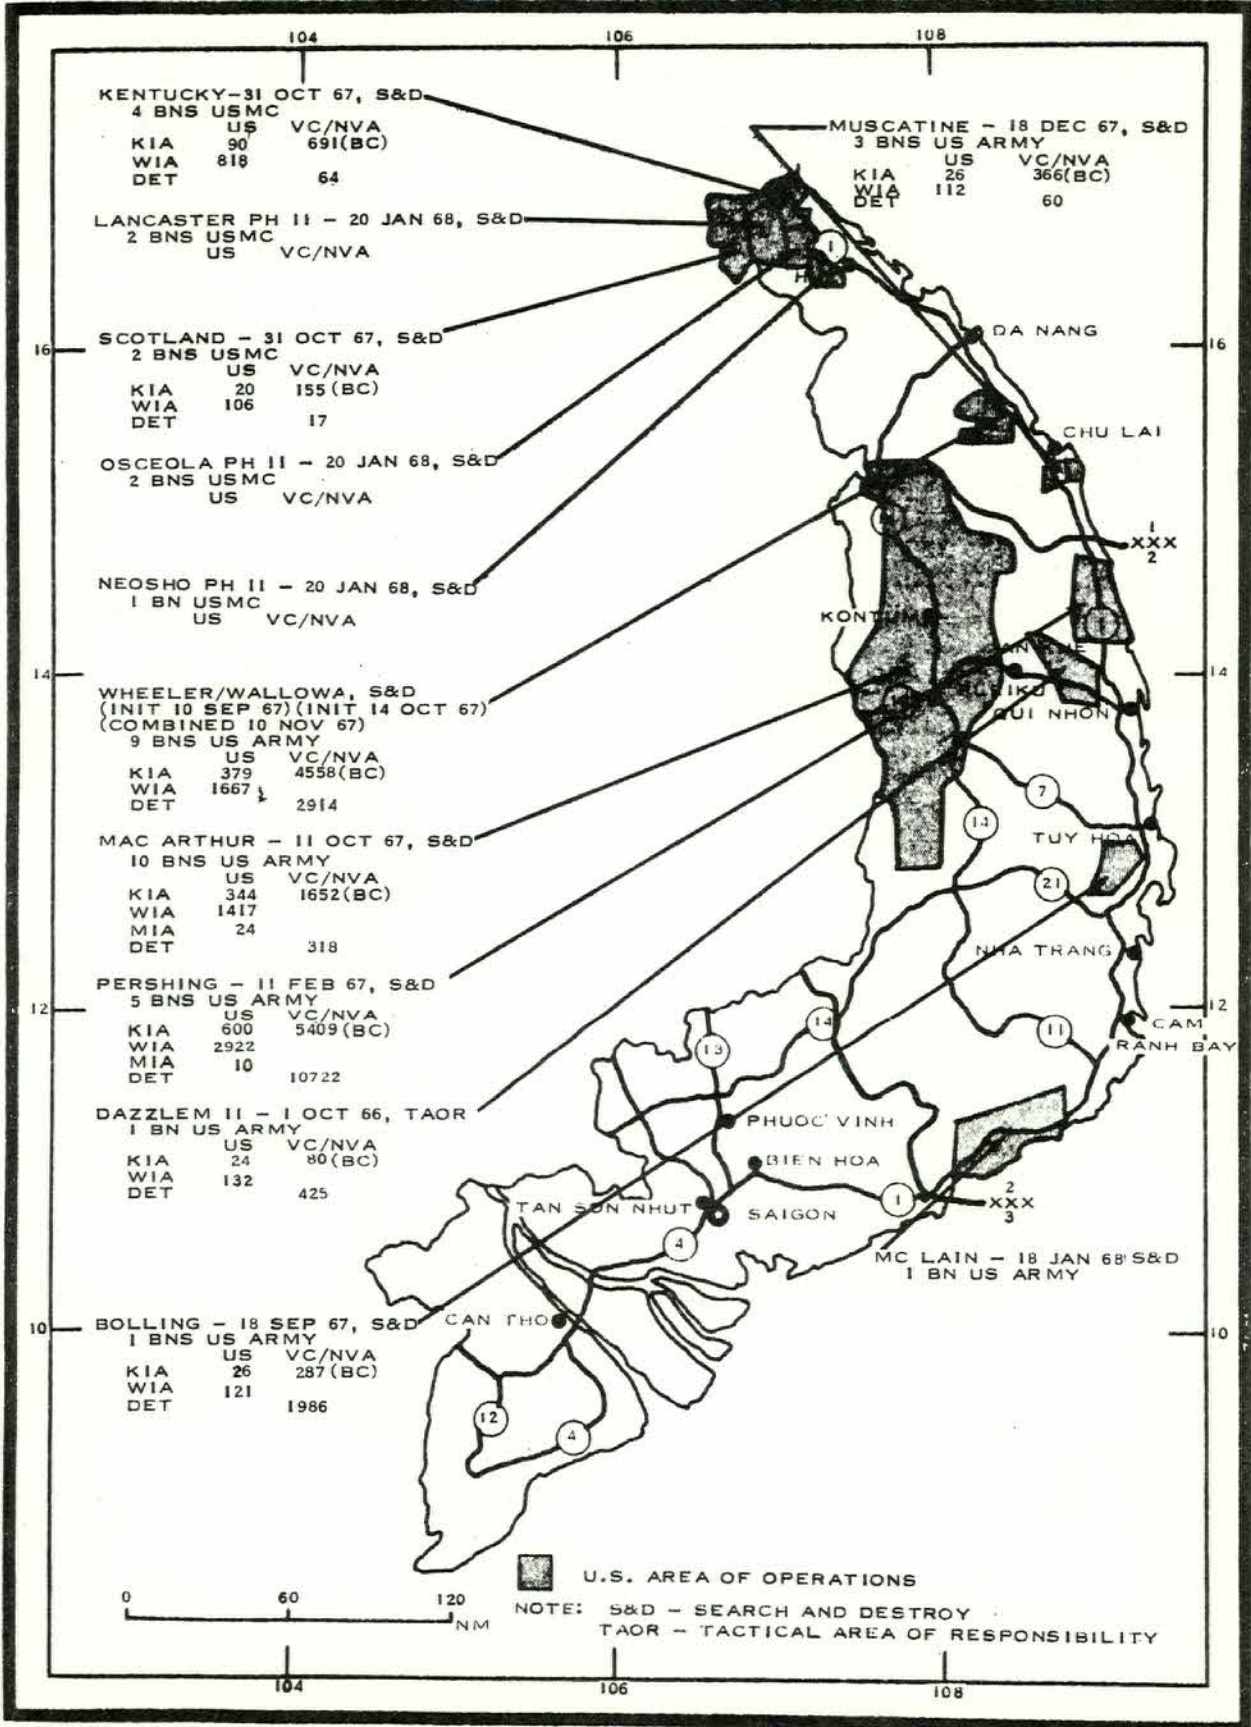 104 106 108
KENTUCKY-31 OCT 67, S&D
4 BNS USMC
US VC/NVA
KIA 90 691(BC)
WIA 818
DET 64
MUSCATINE - 18 DEC 67, S&D
3 BNS US ARMY
US VC/NVA
KIA 26 366(BC)
WIA 112
DET 60
LANCASTER PH II - 20 JAN 68, S&D
2 BNS USMC
US VC/NVA
1
SCOTLAND - 31 OCT 67, S&D
2 BNS USMC
US VC/NVA
KIA 20 155 (BC)
WIA 106
DET 17
16
DA NANG
16
OSCEOLA PH II - 20 JAN 68, S&D
2 BNS USMC
US VC/NVA
CHU LAI
NEOSHO PH II - 20 JAN 68, S&D
1 BN USMC
US VC/NVA
1
XXX
2
KONTUM
14
14
PLEIKU
QUI NHON
WHEELER/WALLOWA, S&D
(INIT 10 SEP 67)(INIT 14 OCT 67)
(COMBINED 10 NOV 67)
9 BNS US ARMY
US VC/NVA
KIA 379 4558(BC)
WIA 1667
DET 2914
7
14
TUY HOA
MAC ARTHUR - 11 OCT 67, S&D
10 BNS US ARMY
US VC/NVA
KIA 344 1652(BC)
WIA 1417
MIA 24
DET 318
21
NHA TRANG
PERSHING - 11 FEB 67, S&D
5 BNS US ARMY
US VC/NVA
KIA 600 5409(BC)
WIA 2922
MIA 10
DET 10722
12
12
14
13
11
CAM
RANH BAY
DAZZLEM II - 1 OCT 66, TAOR
1 BN US ARMY
US VC/NVA
KIA 24 80(BC)
WIA 132
DET 425
PHUOC VINH
BIEN HOA
TAN SON NHUT
SAIGON
1
4
2
XXX
3
MC LAIN - 18 JAN 68 S&D
1 BN US ARMY
BOLLING - 18 SEP 67, S&D
1 BNS US ARMY
US VC/NVA
KIA 26 287 (BC)
WIA 121
DET 1986
10
10
CAN THO
12
4
U.S. AREA OF OPERATIONS
NOTE: S&D - SEARCH AND DESTROY
TAOR - TACTICAL AREA OF RESPONSIBILITY
0 60 120
NM
104 106 108